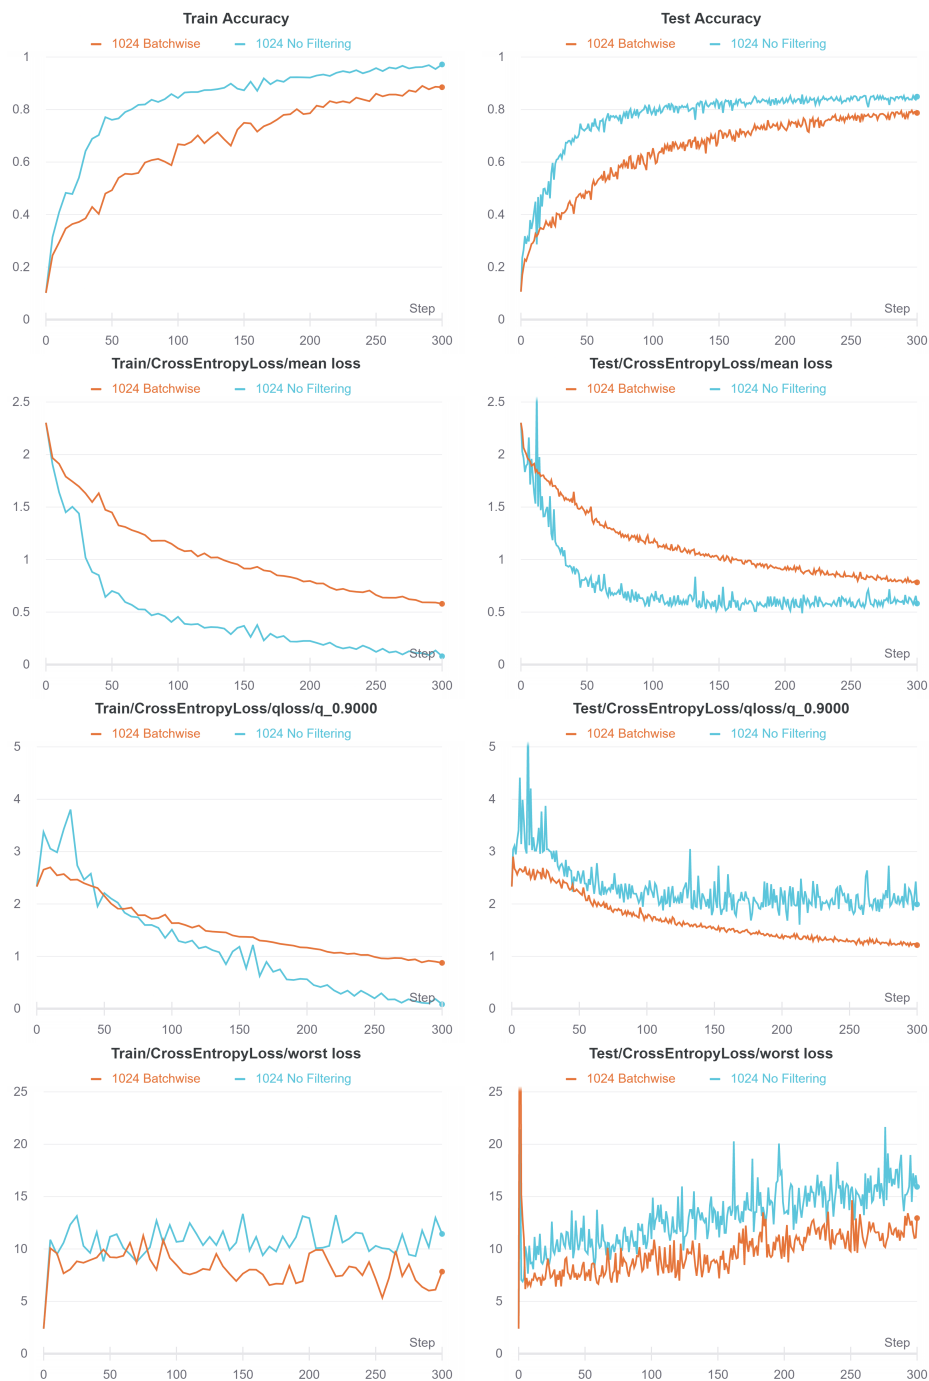 Train Accuracy
1024 Batchwise 1024 No Filtering
1
0.8
0.6
0.4
0.2
0
Step
0 50 100 150 200 250 300
Test Accuracy
1024 Batchwise 1024 No Filtering
1
0.8
0.6
0.4
0.2
0
Step
0 50 100 150 200 250 300
Train/CrossEntropyLoss/mean loss
1024 Batchwise 1024 No Filtering
2.5
2
1.5
1
0.5
0
Step
0 50 100 150 200 250 300
Test/CrossEntropyLoss/mean loss
1024 Batchwise 1024 No Filtering
2.5
2
1.5
1
0.5
0
Step
0 50 100 150 200 250 300
Train/CrossEntropyLoss/qloss/q_0.9000
1024 Batchwise 1024 No Filtering
5
4
3
2
1
0
Step
0 50 100 150 200 250 300
Test/CrossEntropyLoss/qloss/q_0.9000
1024 Batchwise 1024 No Filtering
5
4
3
2
1
0
Step
0 50 100 150 200 250 300
Train/CrossEntropyLoss/worst loss
1024 Batchwise 1024 No Filtering
25
20
15
10
5
0
Step
0 50 100 150 200 250 300
Test/CrossEntropyLoss/worst loss
1024 Batchwise 1024 No Filtering
25
20
15
10
5
0
Step
0 50 100 150 200 250 300